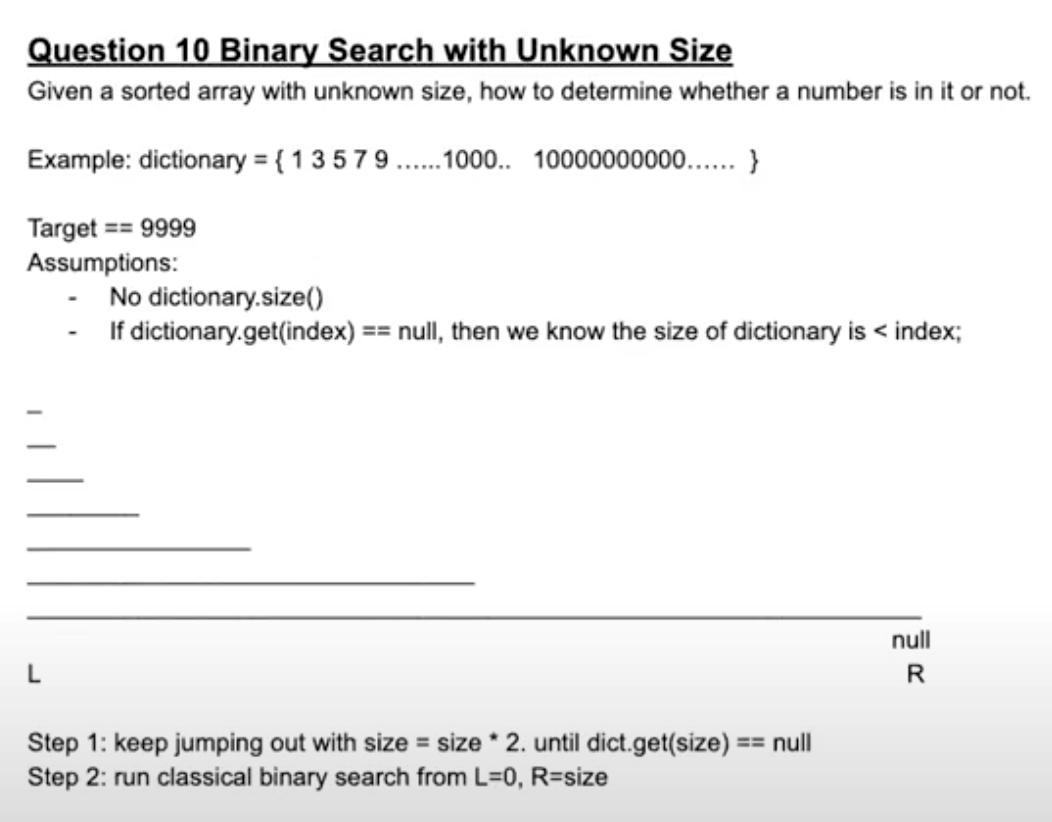 Question 10 Binary Search with Unknown Size
Given a sorted array with unknown size, how to determine whether a number is in it or not.
Example: dictionary = { 1 3 5 7 9 ......1000.. 10000000000...... }
Target == 9999
Assumptions:
- No dictionary.size()
- If dictionary.get(index) == null, then we know the size of dictionary is < index;
null
L R
Step 1: keep jumping out with size = size * 2. until dict.get(size) == null
Step 2: run classical binary search from L=0, R=size